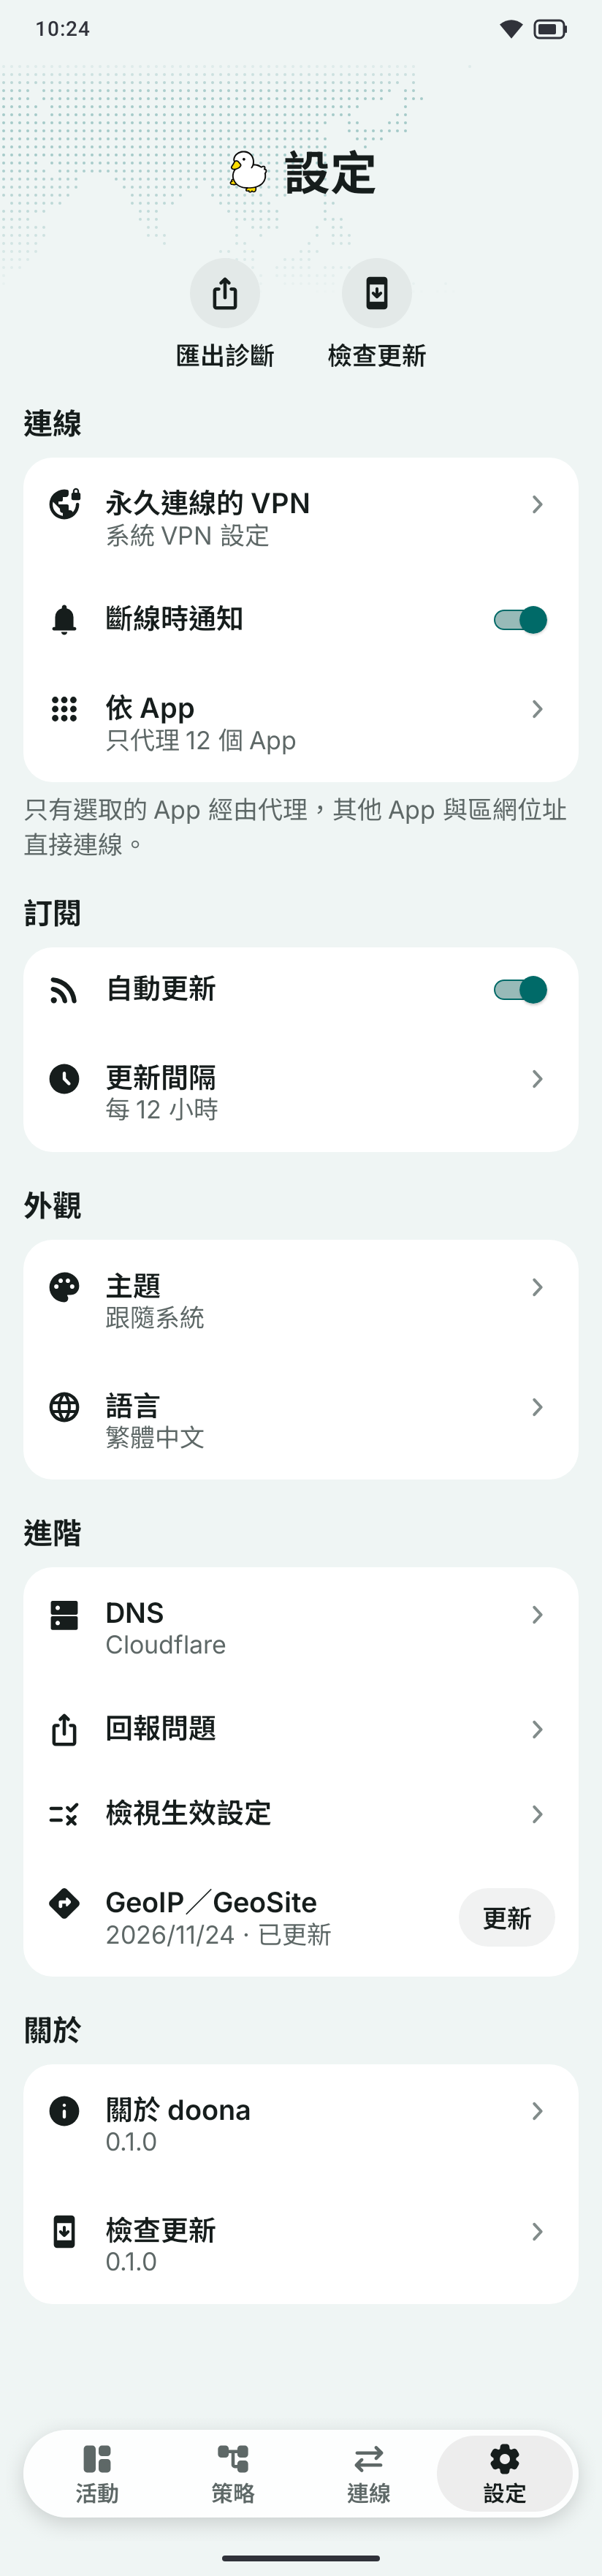 10:24
設定
匯出診斷
檢查更新
連線
永久連線的 VPN
系統 VPN 設定
斷線時通知
依 App
只代理 12 個 App
只有選取的 App 經由代理，其他 App 與區網位址
直接連線。
訂閱
自動更新
更新間隔
每 12 小時
外觀
主題
跟隨系統
語言
繁體中文
進階
DNS
Cloudflare
回報問題
檢視生效設定
GeoIP／GeoSite
2026/11/24 · 已更新
更新
關於
關於 doona
0.1.0
檢查更新
0.1.0
活動
策略
連線
設定